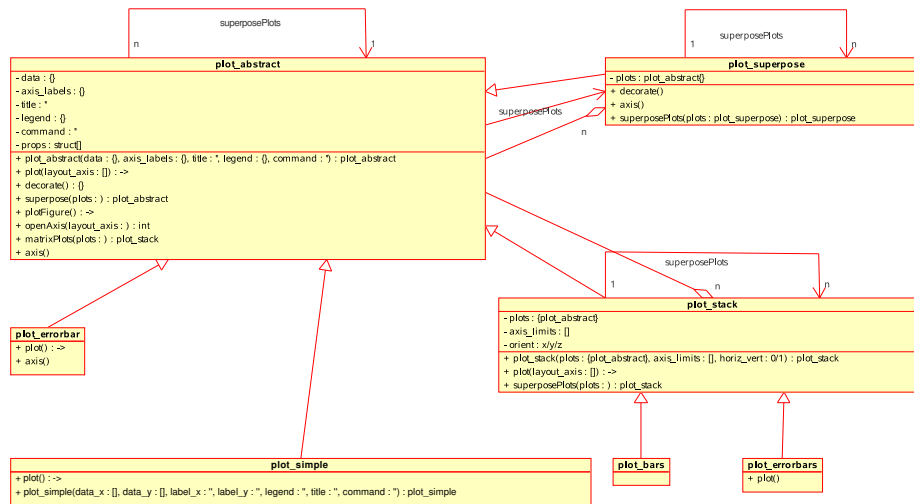 superposePlots
n
1
plot_abstract
- data : {}
- axis_labels : {}
- title : ''
- legend : {}
- command : ''
- props : struct[]
+ plot_abstract(data : {}, axis_labels : {}, title : '', legend : {}, command : '') : plot_abstract
+ plot(layout_axis : []) : ->
+ decorate() : {}
+ superpose(plots : ) : plot_abstract
+ plotFigure() : ->
+ openAxis(layout_axis : ) : int
+ matrixPlots(plots : ) : plot_stack
+ axis()
superposePlots
1
n
plot_superpose
- plots : plot_abstract{}
+ decorate()
+ axis()
+ superposePlots(plots : plot_superpose) : plot_superpose
superposePlots
n
superposePlots
1
n
n
plot_stack
- plots : {plot_abstract}
- axis_limits : []
- orient : x/y/z
+ plot_stack(plots : {plot_abstract}, axis_limits : [], horiz_vert : 0/1) : plot_stack
+ plot(layout_axis : []) : ->
+ superposePlots(plots : ) : plot_stack
plot_errorbar
+ plot() : ->
+ axis()
plot_simple
+ plot() : ->
+ plot_simple(data_x : [], data_y : [], label_x : '', label_y : '', legend : '', title : '', command : '') : plot_simple
plot_bars
plot_errorbars
+ plot()